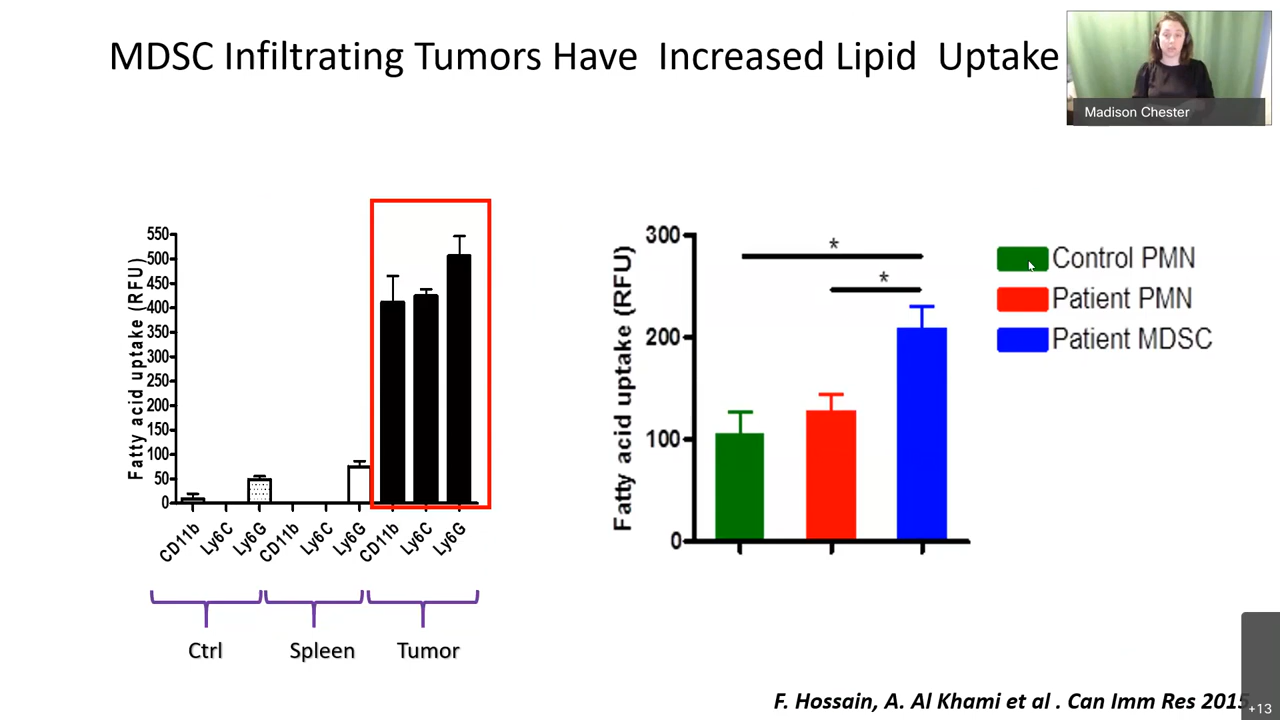 MDSC Infiltrating Tumors Have Increased Lipid Uptake
Madison Chester
Fatty acid uptake (RFU)
550
500
450
400
350
300
250
200
150
100
50
0
CD11b
Ly6C
Ly6G
CD11b
Ly6C
Ly6G
CD11b
Ly6C
Ly6G
Ctrl
Spleen
Tumor
Fatty acid uptake (RFU)
300
200
100
0
*
*
Control PMN
Patient PMN
Patient MDSC
F. Hossain, A. Al Khami et al . Can Imm Res 2015
+13